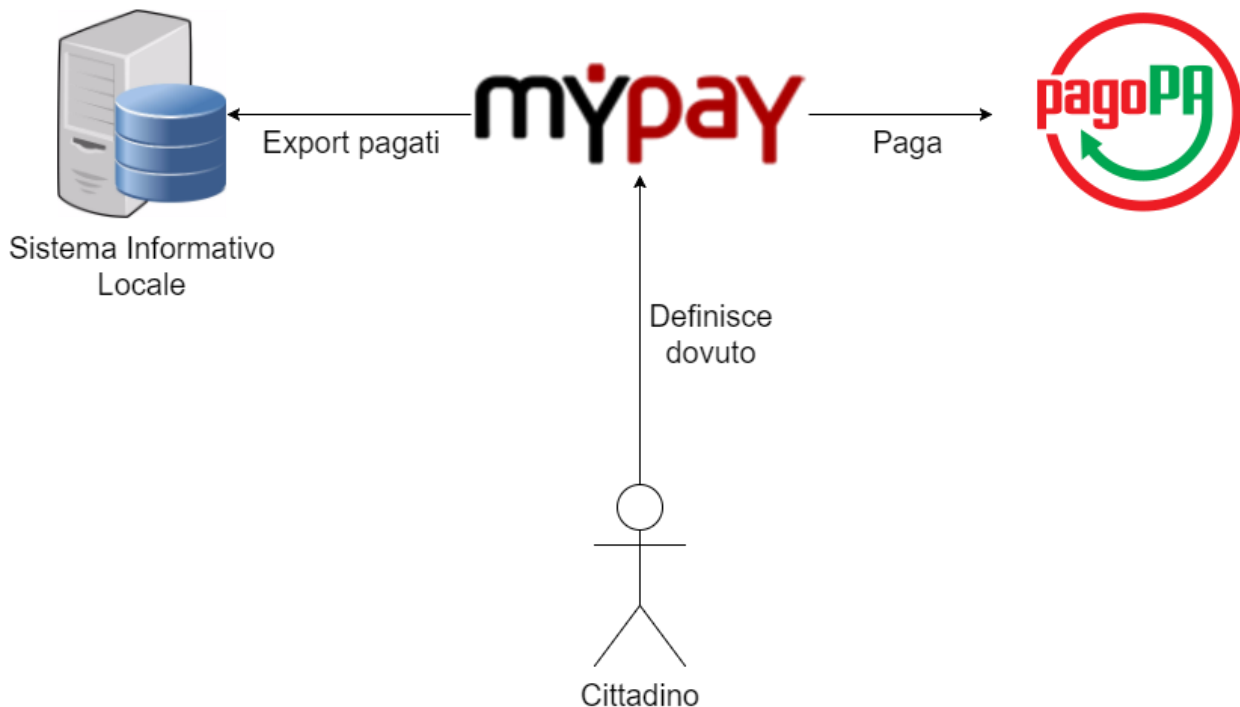 mypay
pagoPA
Export pagati
Paga
Sistema Informativo
Locale
Definisce
dovuto
Cittadino